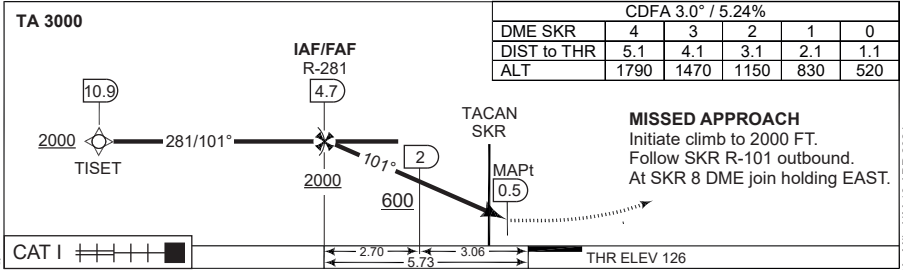 TA 3000
CDFA 3.0° / 5.24%
DME SKR 4 3 2 1 0
DIST to THR 5.1 4.1 3.1 2.1 1.1
ALT 1790 1470 1150 830 520
IAF/FAF
R-281
10.9
4.7
2000
TISET
281/101°
2000
101°
2
600
TACAN
SKR
MAPt
0.5
MISSED APPROACH
Initiate climb to 2000 FT.
Follow SKR R-101 outbound.
At SKR 8 DME join holding EAST.
CAT I
2.70
3.06
5.73
THR ELEV 126